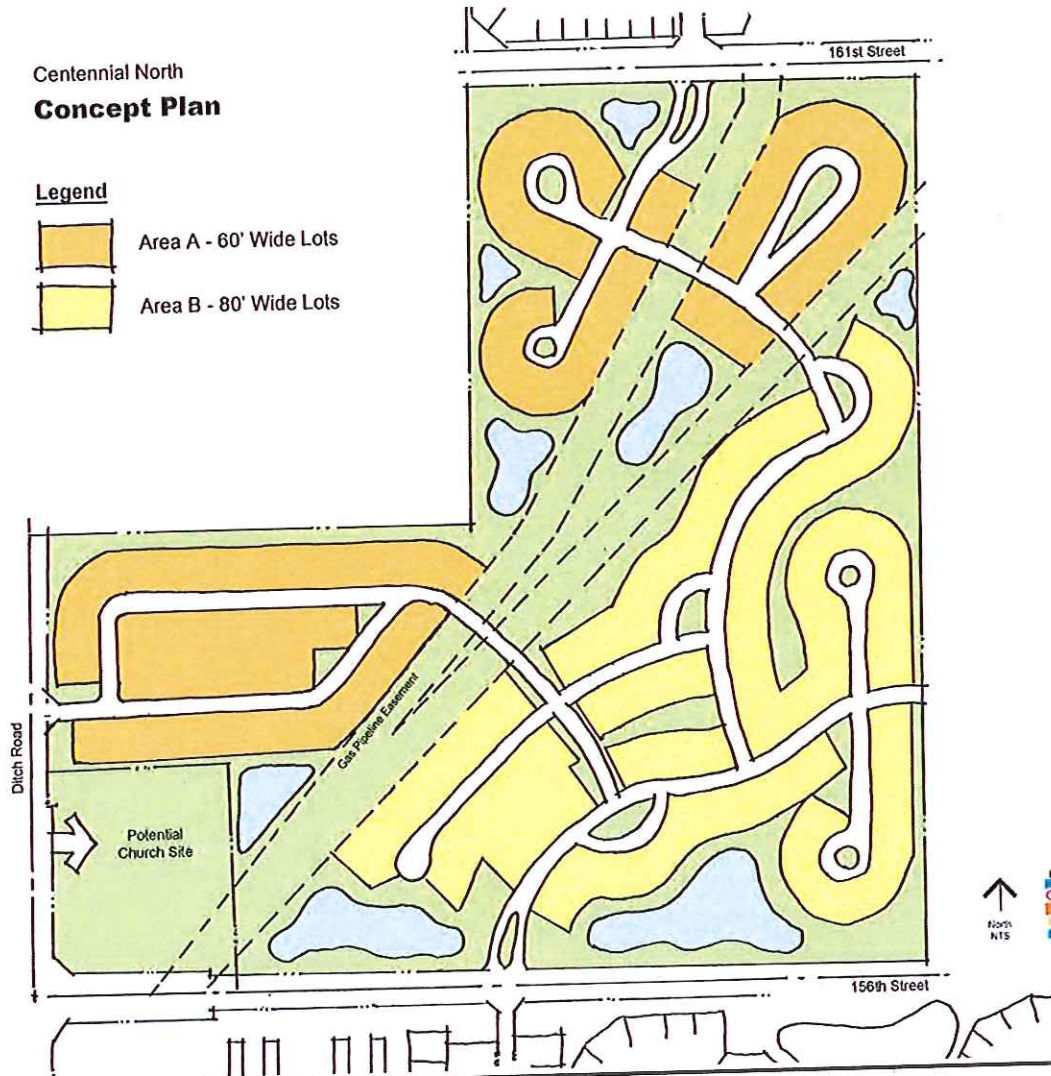 Centennial North
Concept Plan
Legend
Area A - 60' Wide Lots
Area B - 80' Wide Lots
161st Street
Ditch Road
Gas Pipeline Easement
Potential
Church Site
North
NTS
156th Street